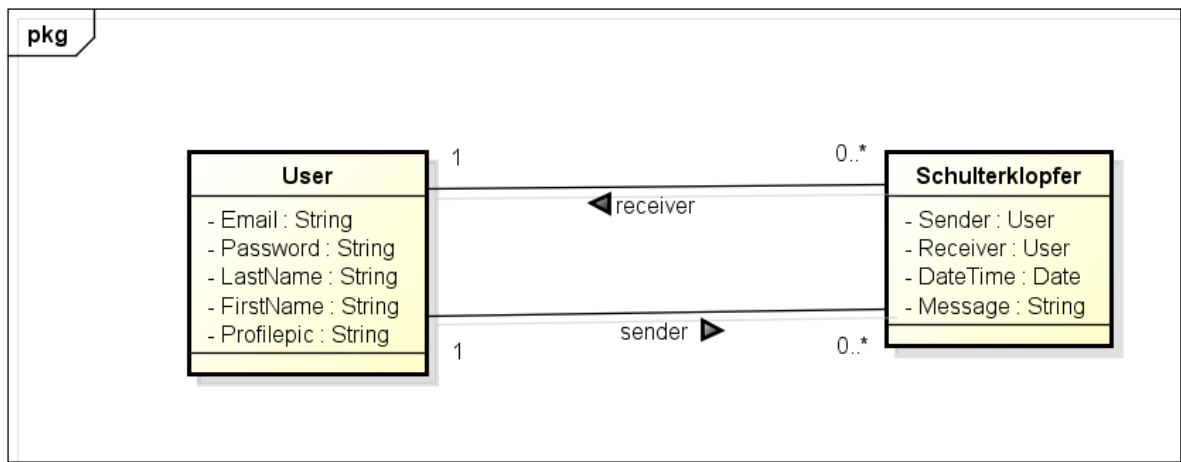 pkg
User
- Email : String
- Password : String
- LastName : String
- FirstName : String
- Profilepic : String
1
0..*
receiver
sender
1
0..*
Schulterklopfer
- Sender : User
- Receiver : User
- DateTime : Date
- Message : String